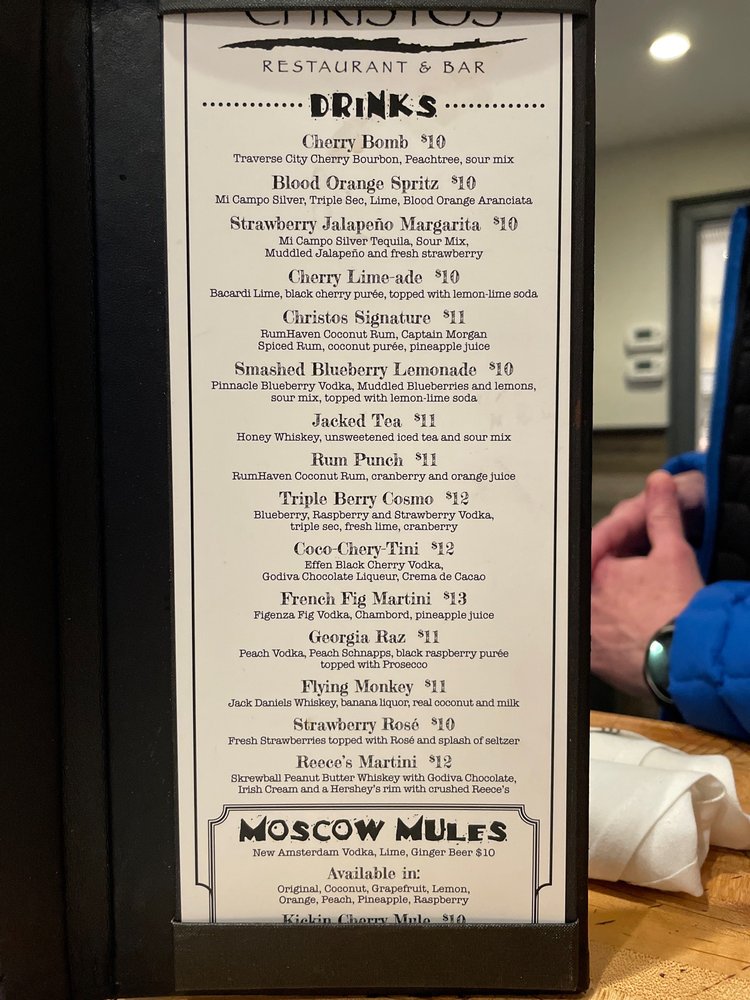 CHRISTOS
RESTAURANT & BAR
DRINKS
Cherry Bomb $10
Traverse City Cherry Bourbon, Peachtree, sour mix
Blood Orange Spritz $10
Mi Campo Silver, Triple Sec, Lime, Blood Orange Aranciata
Strawberry Jalapeño Margarita $10
Mi Campo Silver Tequila, Sour Mix,
Muddled Jalapeño and fresh strawberry
Cherry Lime-ade $10
Bacardi Lime, black cherry purée, topped with lemon-lime soda
Christos Signature $11
RumHaven Coconut Rum, Captain Morgan
Spiced Rum, coconut purée, pineapple juice
Smashed Blueberry Lemonade $10
Pinnacle Blueberry Vodka, Muddled Blueberries and lemons,
sour mix, topped with lemon-lime soda
Jacked Tea $11
Honey Whiskey, unsweetened iced tea and sour mix
Rum Punch $11
RumHaven Coconut Rum, cranberry and orange juice
Triple Berry Cosmo $12
Blueberry, Raspberry and Strawberry Vodka,
triple sec, fresh lime, cranberry
Coco-Chery-Tini $12
Effen Black Cherry Vodka,
Godiva Chocolate Liqueur, Crema de Cacao
French Fig Martini $13
Figenza Fig Vodka, Chambord, pineapple juice
Georgia Raz $11
Peach Vodka, Peach Schnapps, black raspberry purée
topped with Prosecco
Flying Monkey $11
Jack Daniels Whiskey, banana liquor, real coconut and milk
Strawberry Rosé $10
Fresh Strawberries topped with Rosé and splash of seltzer
Reece's Martini $12
Skrewball Peanut Butter Whiskey with Godiva Chocolate,
Irish Cream and a Hershey's rim with crushed Reece's
MOSCOW MULES
New Amsterdam Vodka, Lime, Ginger Beer $10
Available in:
Original, Coconut, Grapefruit, Lemon,
Orange, Peach, Pineapple, Raspberry
Kickin Cherry Mule $10